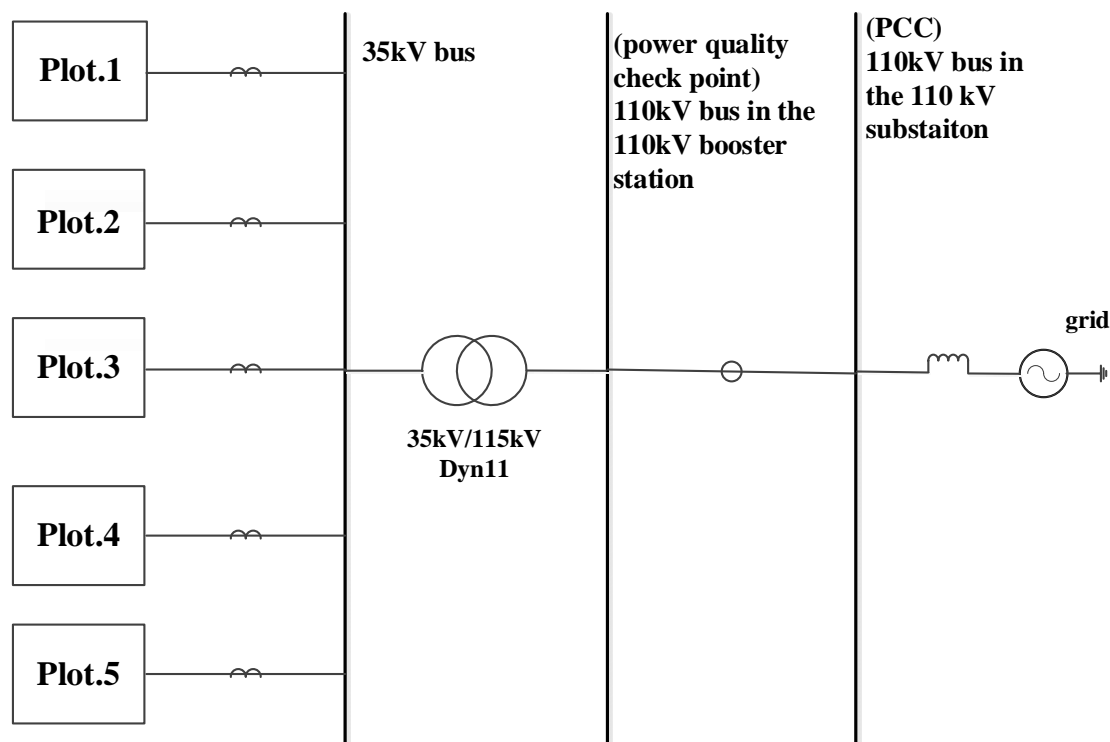 Plot.1
Plot.2
Plot.3
Plot.4
Plot.5
35kV bus
35kV/115kV
Dyn11
(power quality
check point)
110kV bus in the
110kV booster
station
(PCC)
110kV bus in
the 110 kV
substaiton
grid